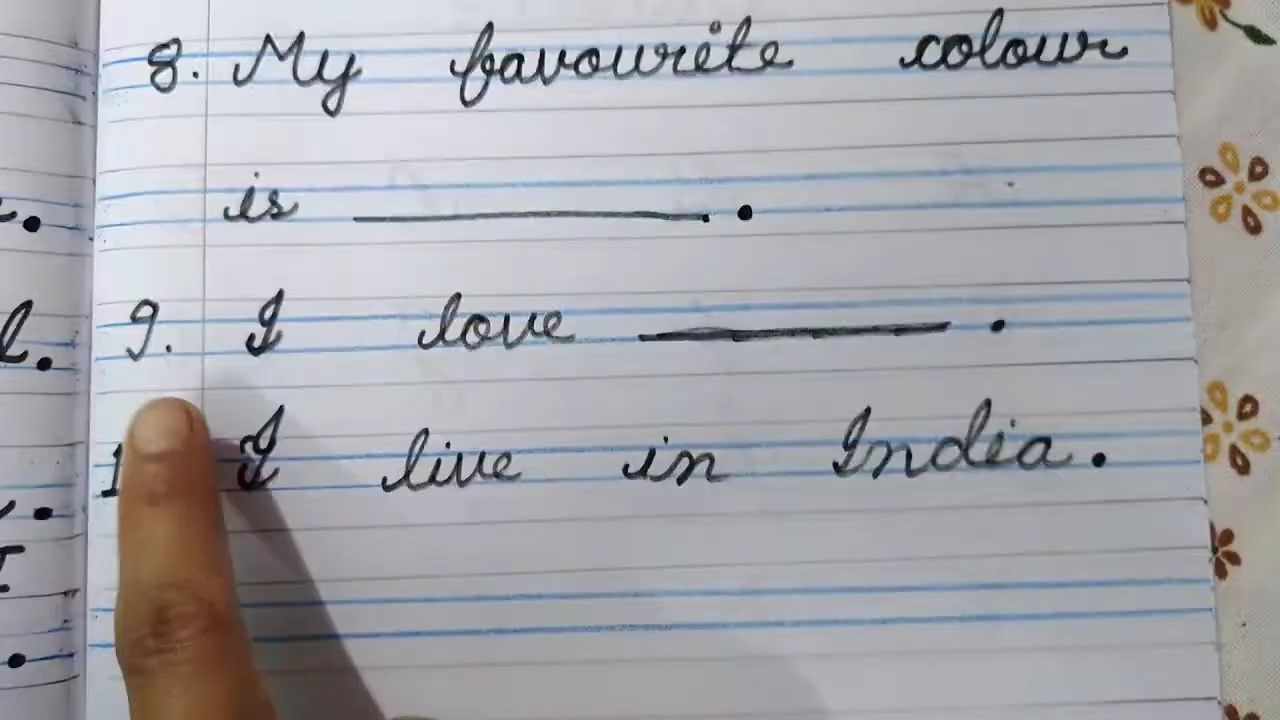 8. My favourite colour
is ________.
9. I love ________.
I live in India.